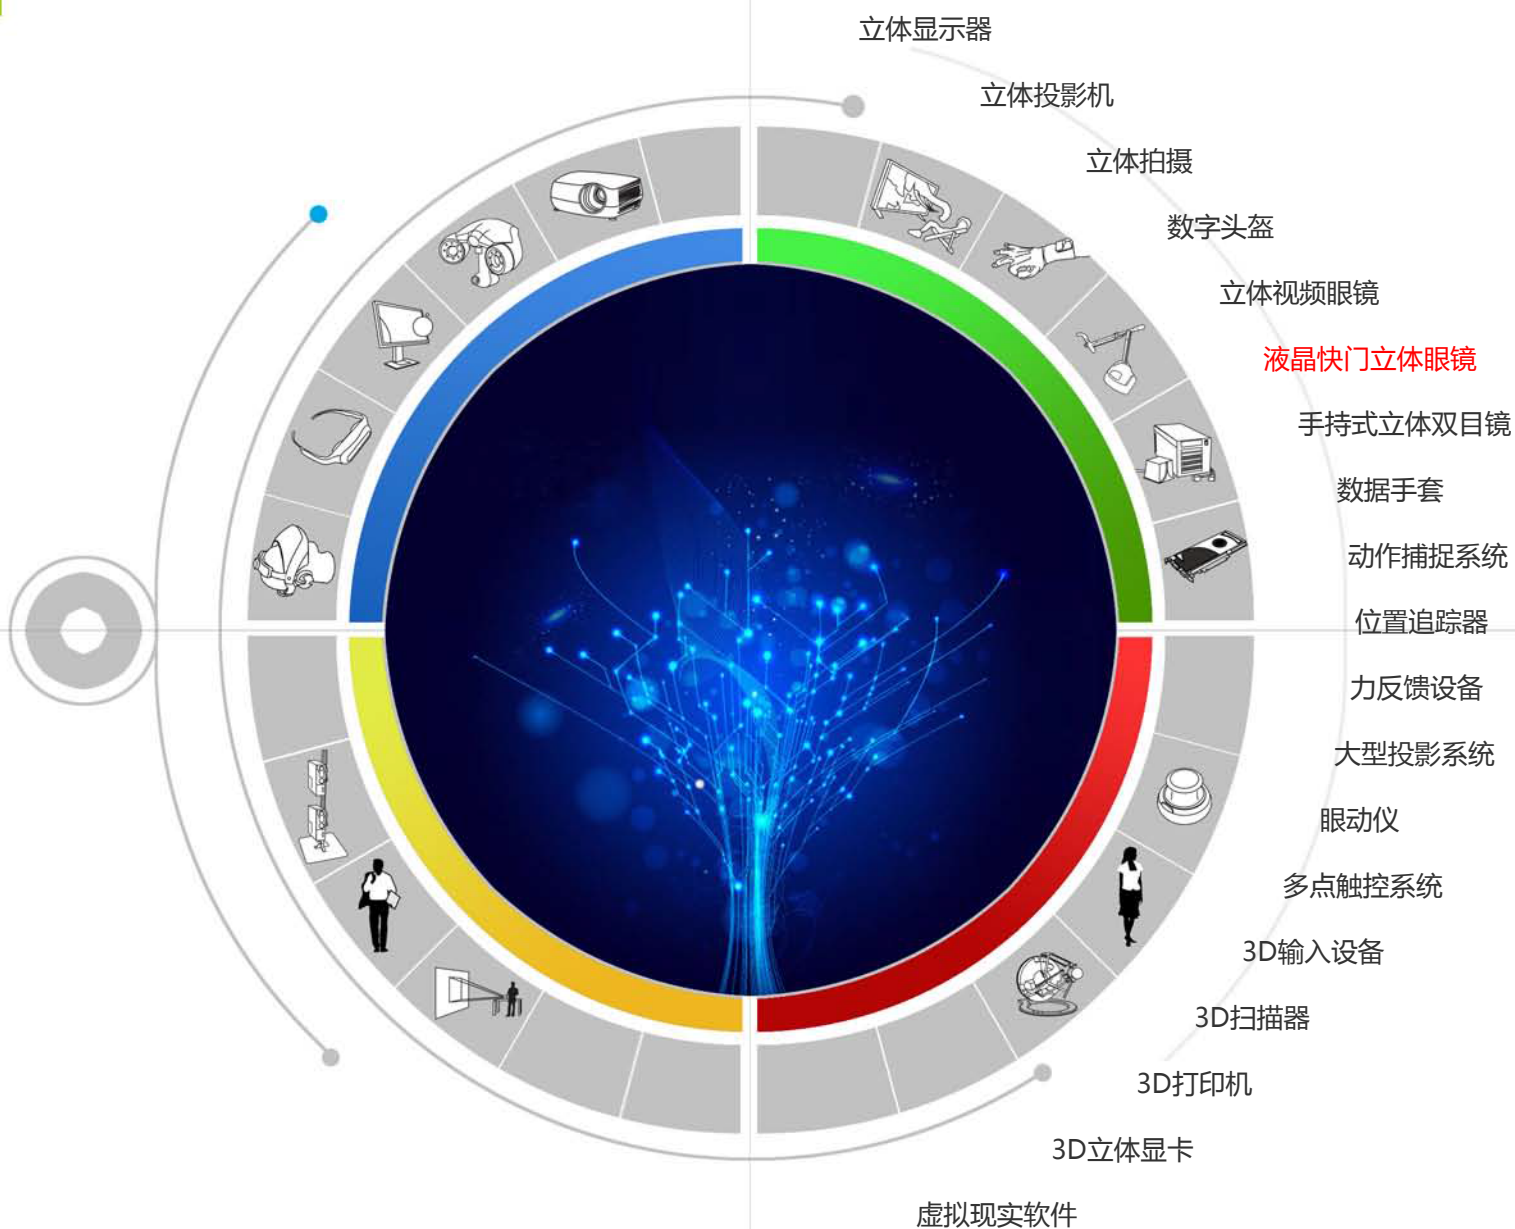 立体显示器
立体投影机
立体拍摄
数字头盔
立体视频眼镜
液晶快门立体眼镜
手持式立体双目镜
数据手套
动作捕捉系统
位置追踪器
力反馈设备
大型投影系统
眼动仪
多点触控系统
3D输入设备
3D扫描器
3D打印机
3D立体显卡
虚拟现实软件